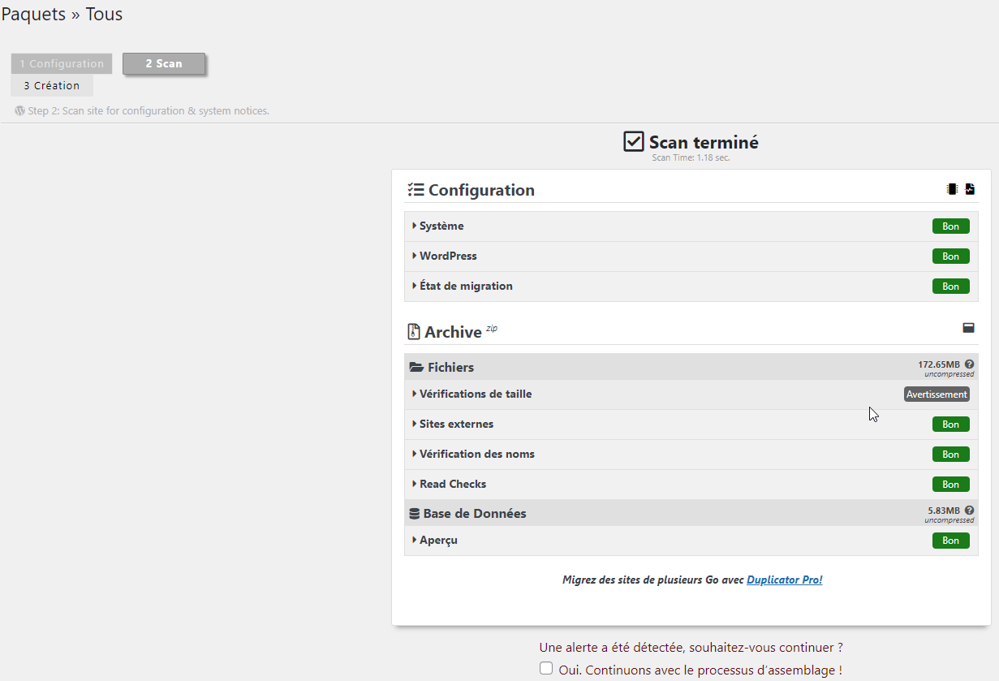 Paquets » Tous
1 Configuration
2 Scan
3 Création
Step 2: Scan site for configuration & system notices.
Scan terminé
Scan Time: 1.18 sec.
Configuration
Système Bon
WordPress Bon
État de migration Bon
Archive zip
Fichiers 172.65MB
uncompressed
Vérifications de taille Avertissement
Sites externes Bon
Vérification des noms Bon
Read Checks Bon
Base de Données 5.83MB
uncompressed
Aperçu Bon
Migrez des sites de plusieurs Go avec Duplicator Pro!
Une alerte a été détectée, souhaitez-vous continuer ?
Oui. Continuons avec le processus d’assemblage !